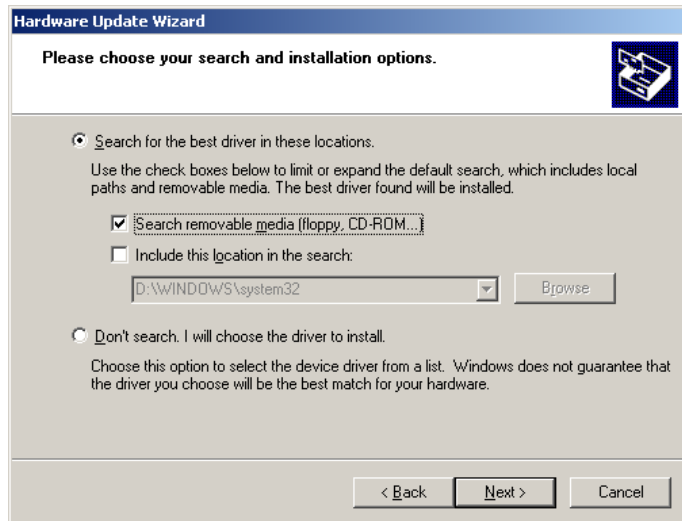 Hardware Update Wizard
Please choose your search and installation options.
Search for the best driver in these locations.
Use the check boxes below to limit or expand the default search, which includes local
paths and removable media. The best driver found will be installed.
Search removable media (floppy, CD-ROM...)
Include this location in the search:
D:\WINDOWS\system32
Browse
Don't search. I will choose the driver to install.
Choose this option to select the device driver from a list. Windows does not guarantee that
the driver you choose will be the best match for your hardware.
< Back Next > Cancel